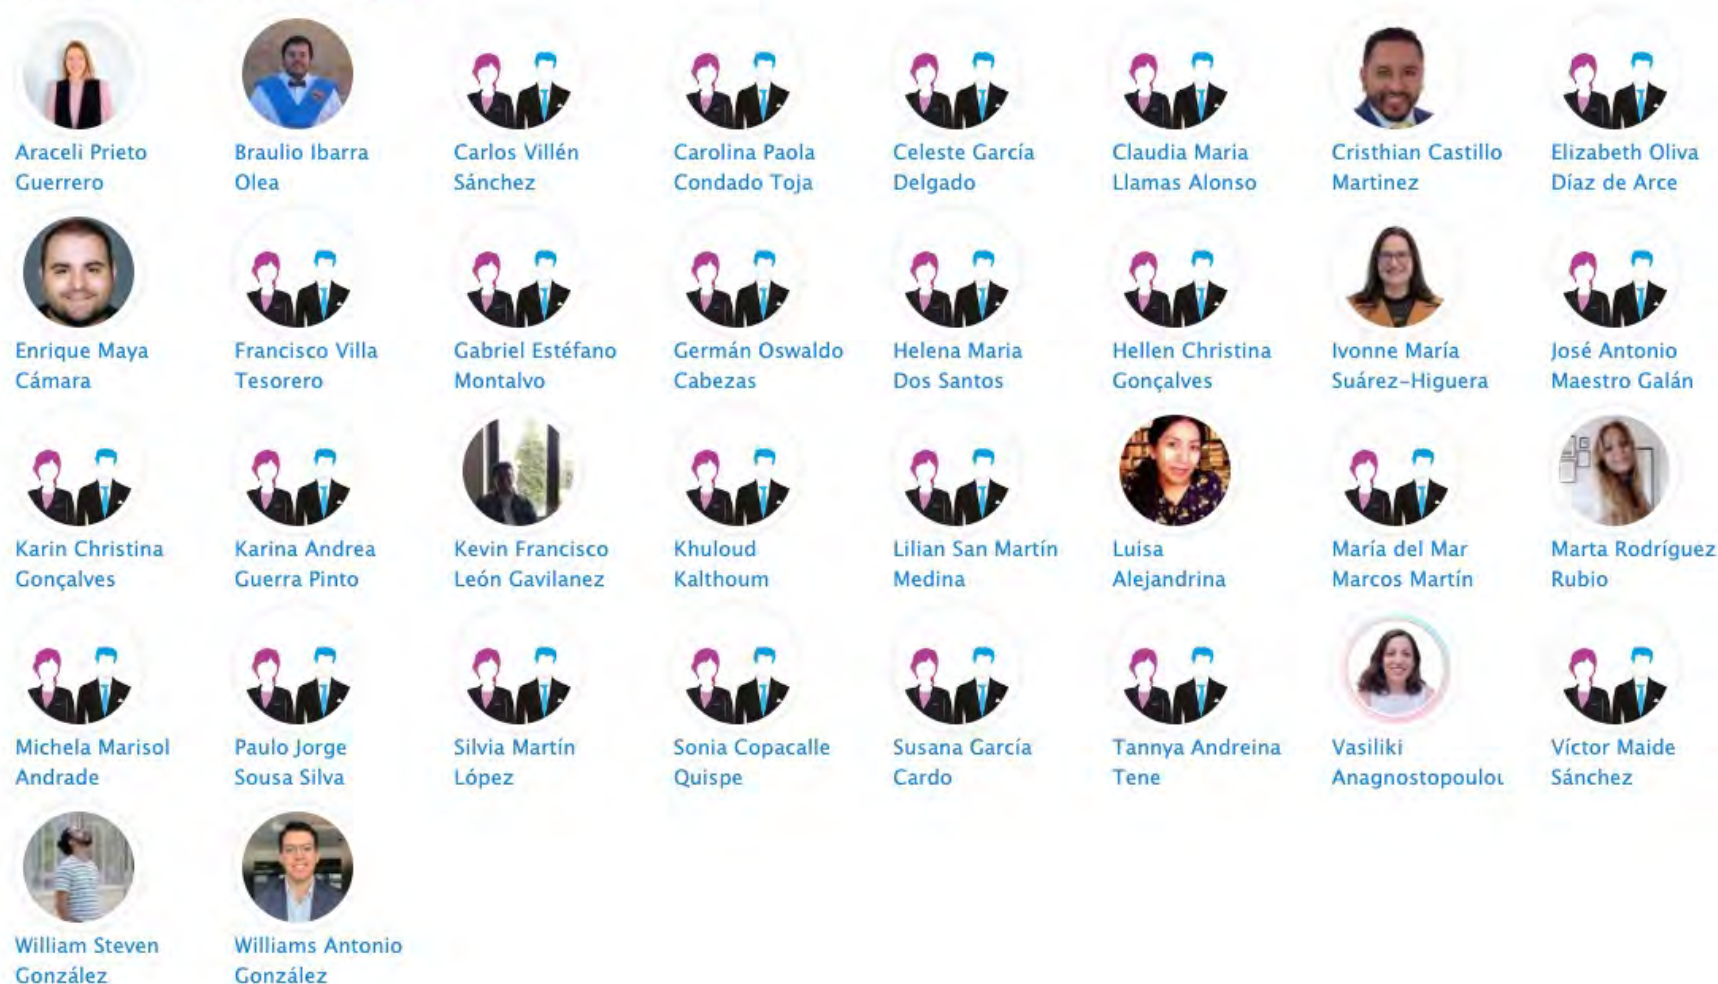 Araceli Prieto
Guerrero
Braulio Ibarra
Olea
Carlos Villén
Sánchez
Carolina Paola
Condado Toja
Celeste García
Delgado
Claudia Maria
Llamas Alonso
Cristhian Castillo
Martinez
Elizabeth Oliva
Díaz de Arce
Enrique Maya
Cámara
Francisco Villa
Tesorero
Gabriel Estéfano
Montalvo
Germán Oswaldo
Cabezas
Helena Maria
Dos Santos
Hellen Christina
Gonçalves
Ivonne María
Suárez-Higuera
José Antonio
Maestro Galán
Karin Christina
Gonçalves
Karina Andrea
Guerra Pinto
Kevin Francisco
León Gavilanez
Khuloud
Kalthoum
Lilian San Martín
Medina
Luisa
Alejandrina
María del Mar
Marcos Martín
Marta Rodríguez
Rubio
Michela Marisol
Andrade
Paulo Jorge
Sousa Silva
Silvia Martín
López
Sonia Copacalle
Quispe
Susana García
Cardo
Tannya Andreina
Tene
Vasiliki
Anagnostopoulou
Víctor Maide
Sánchez
William Steven
González
Williams Antonio
González